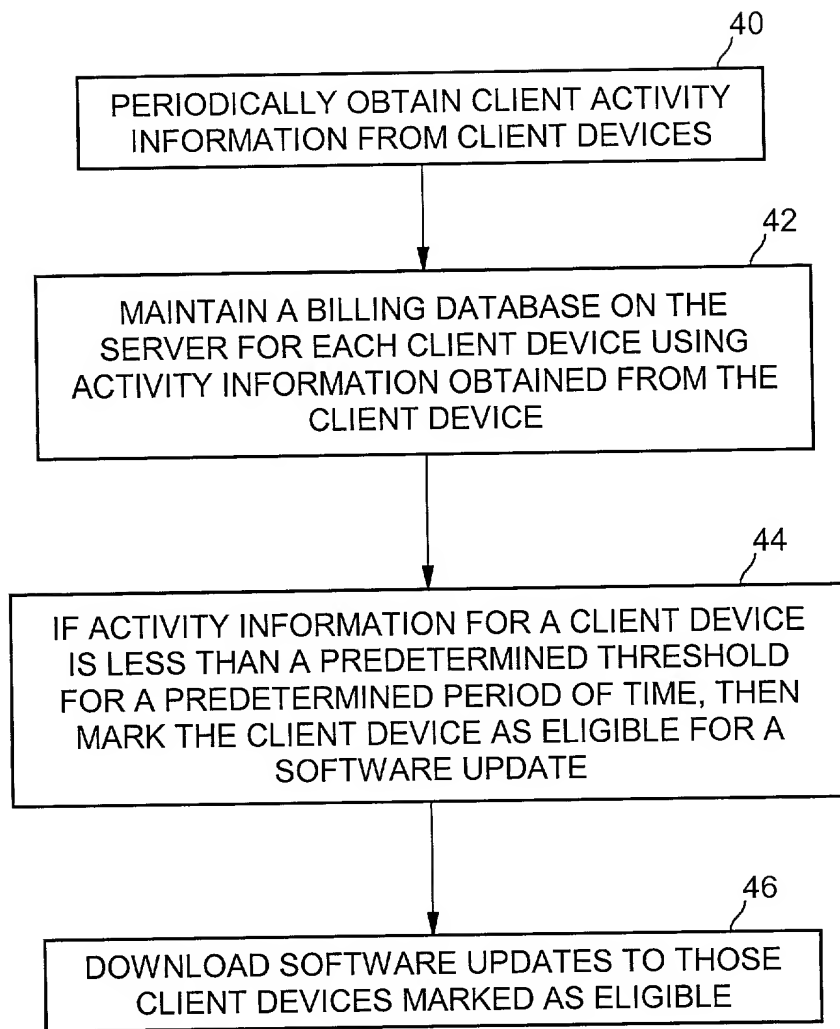 40
PERIODICALLY OBTAIN CLIENT ACTIVITY
INFORMATION FROM CLIENT DEVICES
42
MAINTAIN A BILLING DATABASE ON THE
SERVER FOR EACH CLIENT DEVICE USING
ACTIVITY INFORMATION OBTAINED FROM THE
CLIENT DEVICE
44
IF ACTIVITY INFORMATION FOR A CLIENT DEVICE
IS LESS THAN A PREDETERMINED THRESHOLD
FOR A PREDETERMINED PERIOD OF TIME, THEN
MARK THE CLIENT DEVICE AS ELIGIBLE FOR A
SOFTWARE UPDATE
46
DOWNLOAD SOFTWARE UPDATES TO THOSE
CLIENT DEVICES MARKED AS ELIGIBLE